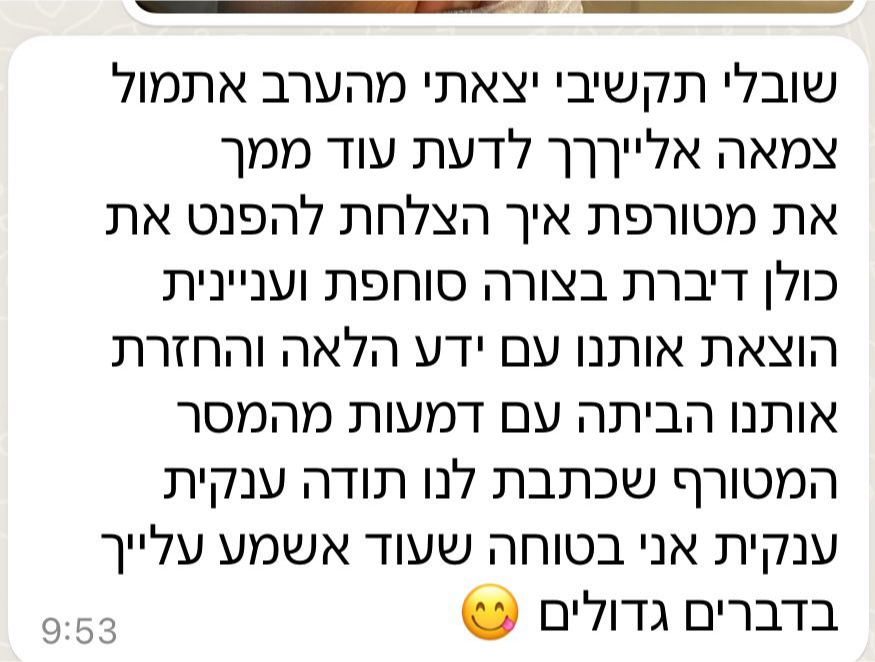 שובלי תקשיבי יצאתי מהערב אתמול
צמאה אלייךררך לדעת עוד ממך
את מטורפת איך הצלחת להפנט את
כולן דיברת בצורה סוחפת ועניינית
הוצאת אותנו עם ידע הלאה והחזרת
אותנו הביתה עם דמעות מהמסר
המטורף שכתבת לנו תודה ענקית
ענקית אני בטוחה שעוד אשמע עלייך
בדברים גדולים 😋
9:53